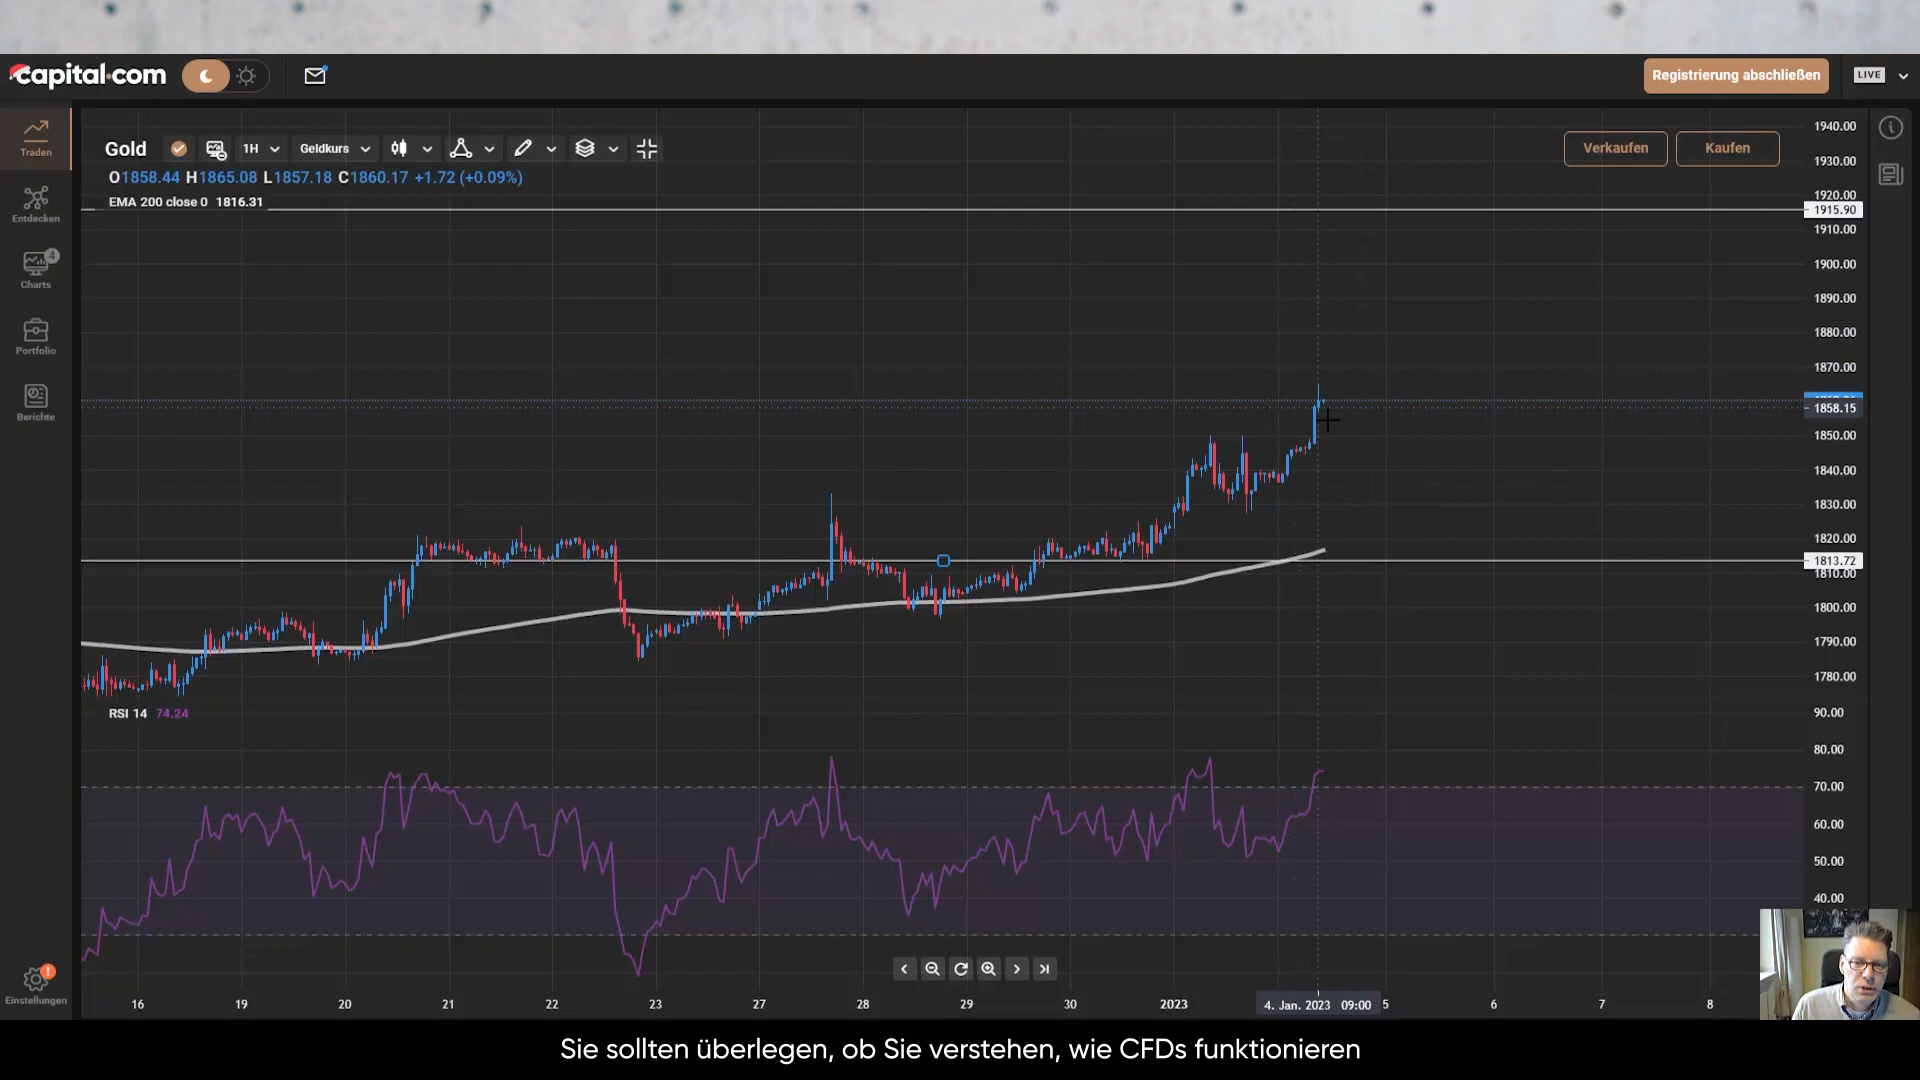 capital.com
Registrierung abschließen
LIVE
Traden
Entdecken
4
Charts
Portfolio
Berichte
!
Einstellungen
Gold
1H
Geldkurs
Verkaufen
Kaufen
O1858.44 H1865.08 L1857.18 C1860.17 +1.72 (+0.09%)
EMA 200 close 0 1816.31
1940.00
1930.00
1920.00
1915.90
1910.00
1900.00
1890.00
1880.00
1870.00
1858.15
1850.00
1840.00
1830.00
1820.00
1813.72
1810.00
1800.00
1790.00
1780.00
RSI 14 74.24
90.00
80.00
70.00
60.00
50.00
40.00
16 19 20 21 22 23 27 28 29 30 2023 4. Jan. 2023 09:00 5 6 7 8
Sie sollten überlegen, ob Sie verstehen, wie CFDs funktionieren